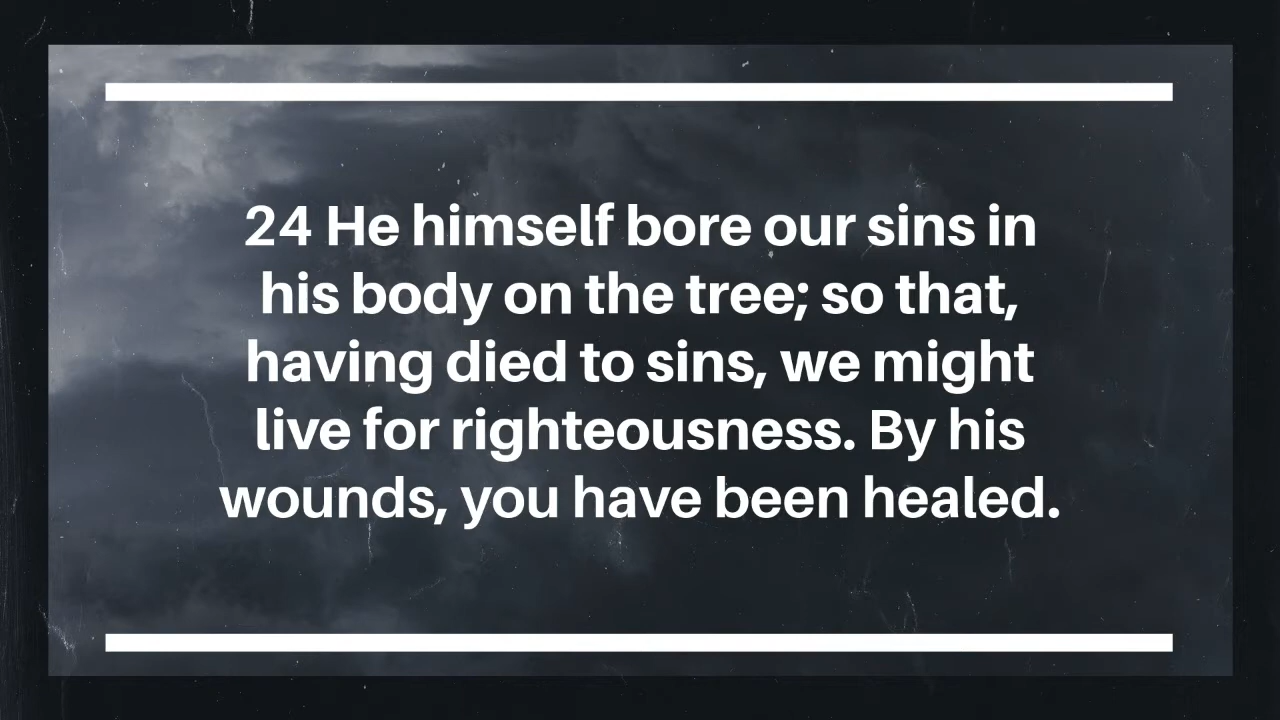 24 He himself bore our sins in
his body on the tree; so that,
having died to sins, we might
live for righteousness. By his
wounds, you have been healed.